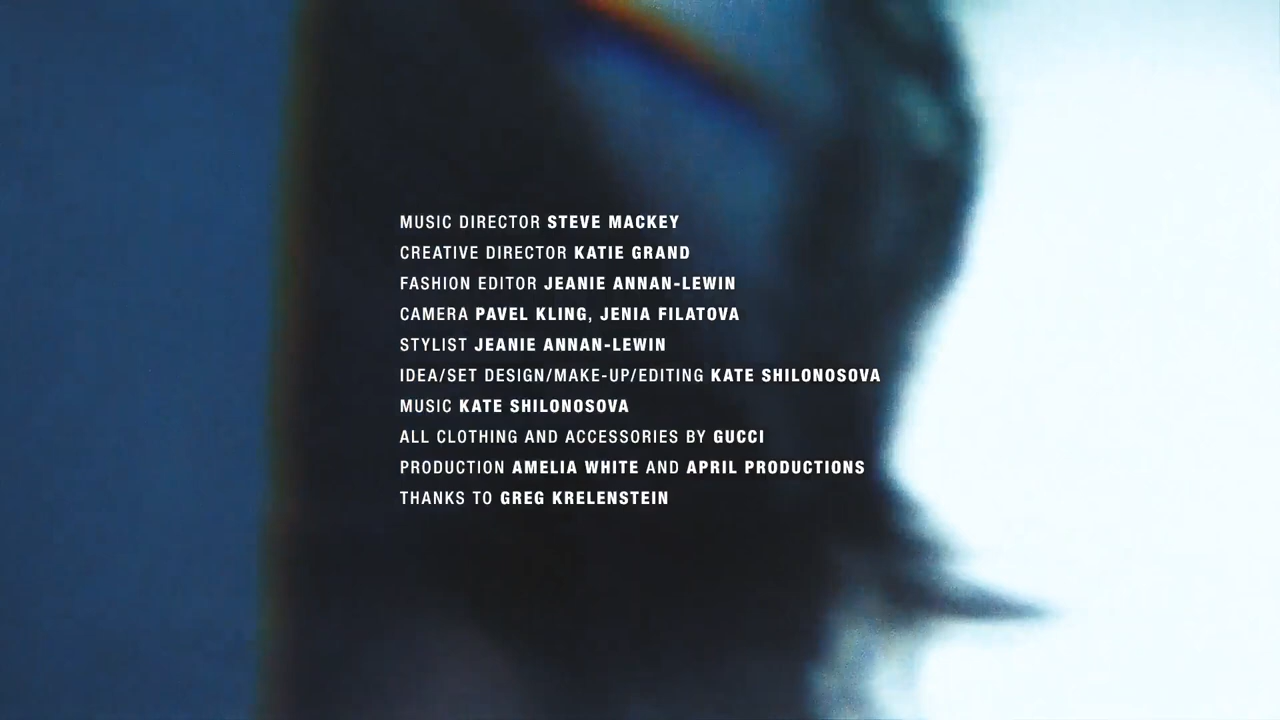 MUSIC DIRECTOR STEVE MACKEY
CREATIVE DIRECTOR KATIE GRAND
FASHION EDITOR JEANIE ANNAN-LEWIN
CAMERA PAVEL KLING, JENIA FILATOVA
STYLIST JEANIE ANNAN-LEWIN
IDEA/SET DESIGN/MAKE-UP/EDITING KATE SHILONOSOVA
MUSIC KATE SHILONOSOVA
ALL CLOTHING AND ACCESSORIES BY GUCCI
PRODUCTION AMELIA WHITE AND APRIL PRODUCTIONS
THANKS TO GREG KRELENSTEIN